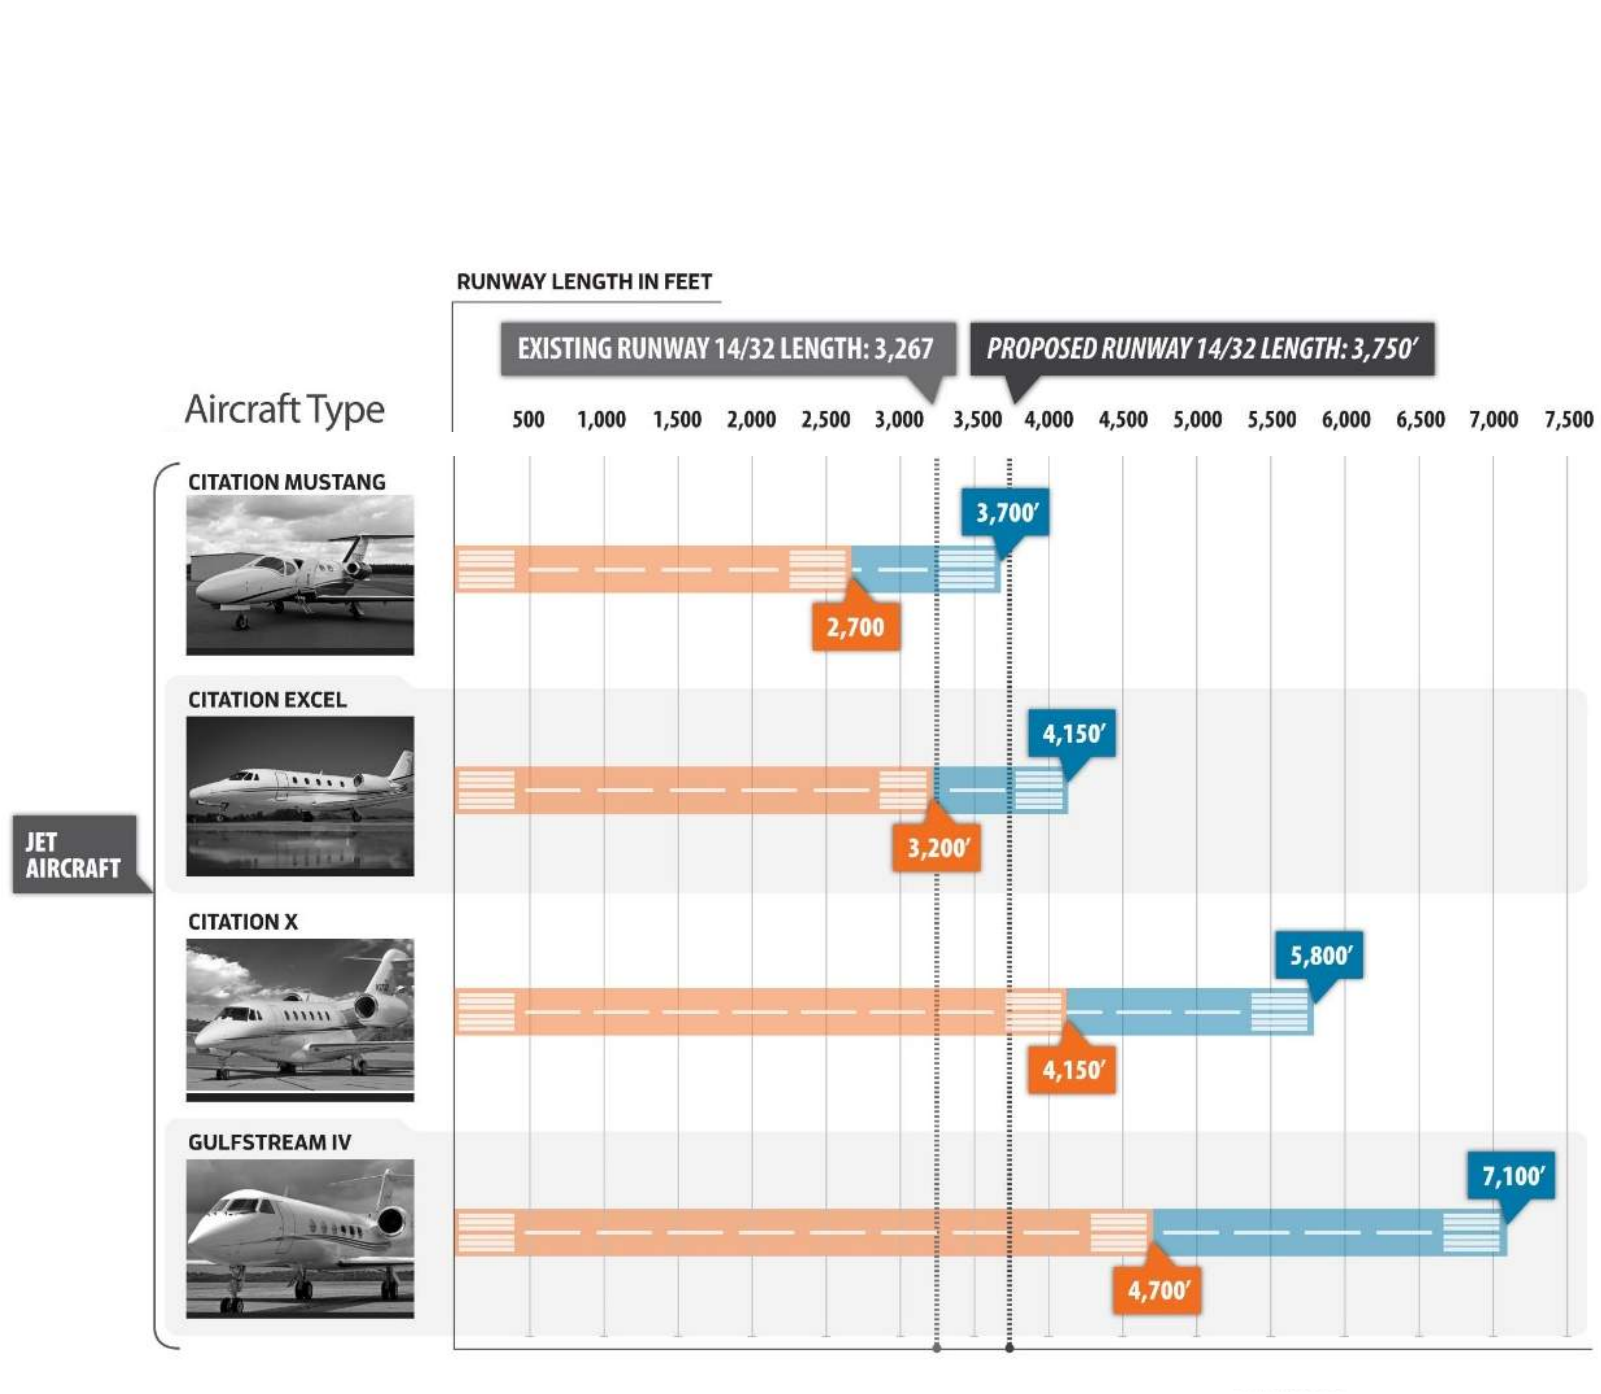 RUNWAY LENGTH IN FEET
EXISTING RUNWAY 14/32 LENGTH: 3,267
PROPOSED RUNWAY 14/32 LENGTH: 3,750′
Aircraft Type
500 1,000 1,500 2,000 2,500 3,000 3,500 4,000 4,500 5,000 5,500 6,000 6,500 7,000 7,500
CITATION MUSTANG
3,700′
2,700
CITATION EXCEL
4,150′
3,200′
JET
AIRCRAFT
CITATION X
5,800′
4,150′
GULFSTREAM IV
7,100′
4,700′